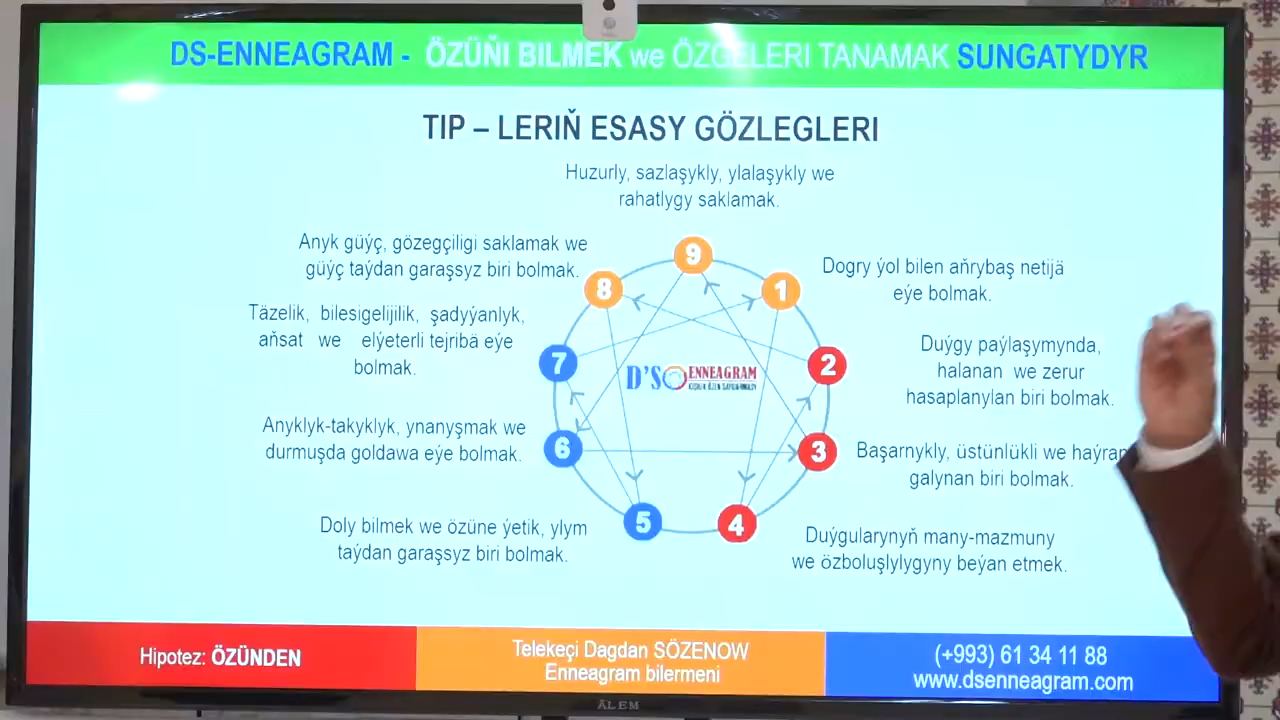 DS-ENNEAGRAM - ÖZÜŇI BILMEK we ÖZGELERI TANAMAK SUNGATYDYR
TIP – LERIŇ ESASY GÖZLEGLERI
Huzurly, sazlaşykly, ylalaşykly we
rahatlygy saklamak.
Anyk güýç, gözegçiligi saklamak we
güýç taýdan garaşsyz biri bolmak.
Dogry ýol bilen aňrybaş netijä
eýe bolmak.
Täzelik, bilesigelijilik, şadyýanlyk,
aňsat we elýeterli tejribä eýe
bolmak.
Duýgy paýlaşymynda,
halanan we zerur
hasaplanylan biri bolmak.
Anyklyk-takyklyk, ynanyşmak we
durmuşda goldawa eýe bolmak.
Başarnykly, üstünlükli we haýran
galynan biri bolmak.
Doly bilmek we özüne ýetik, ylym
taýdan garaşsyz biri bolmak.
Duýgularynyň many-mazmuny
we özboluşlylygyny beýan etmek.
9
8
1
7
2
6
3
5
4
D'S ENNEAGRAM
Hipotez: ÖZÜNDEN
Telekeçi Dagdan SÖZENOW
Enneagram bilermeni
(+993) 61 34 11 88
www.dsenneagram.com
ÄLEM